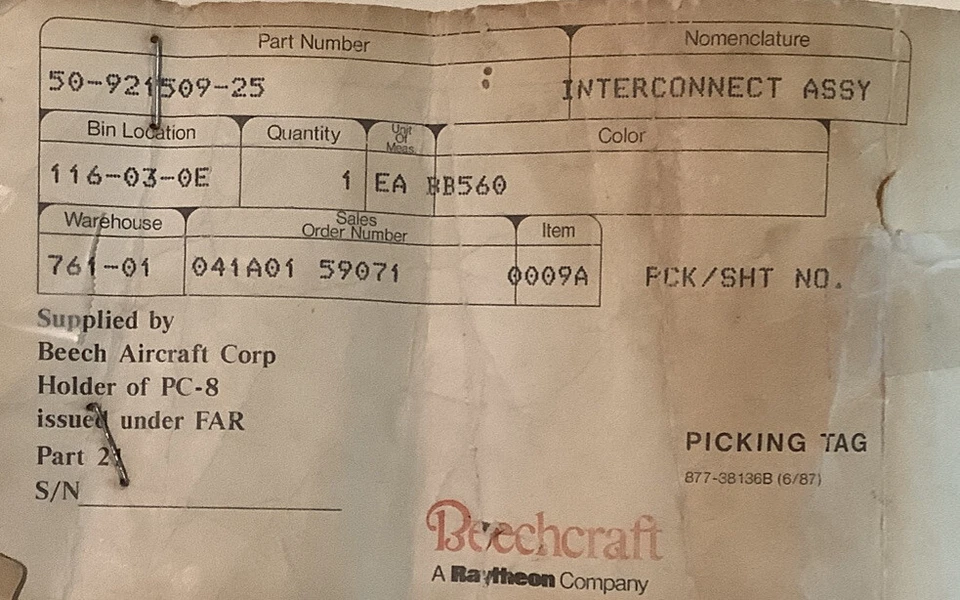 Part Number Nomenclature
50-921509-25 : INTERCONNECT ASSY
Bin Location Quantity Unit Of Meas. Color
116-03-0E 1 EA BB560
Warehouse Sales Order Number Item
761-01 041A01 59071 0009A PCK/SHT NO.
Supplied by
Beech Aircraft Corp
Holder of PC-8
issued under FAR
Part 21
S/N
PICKING TAG
877-38136B (6/87)
Beechcraft
A Raytheon Company